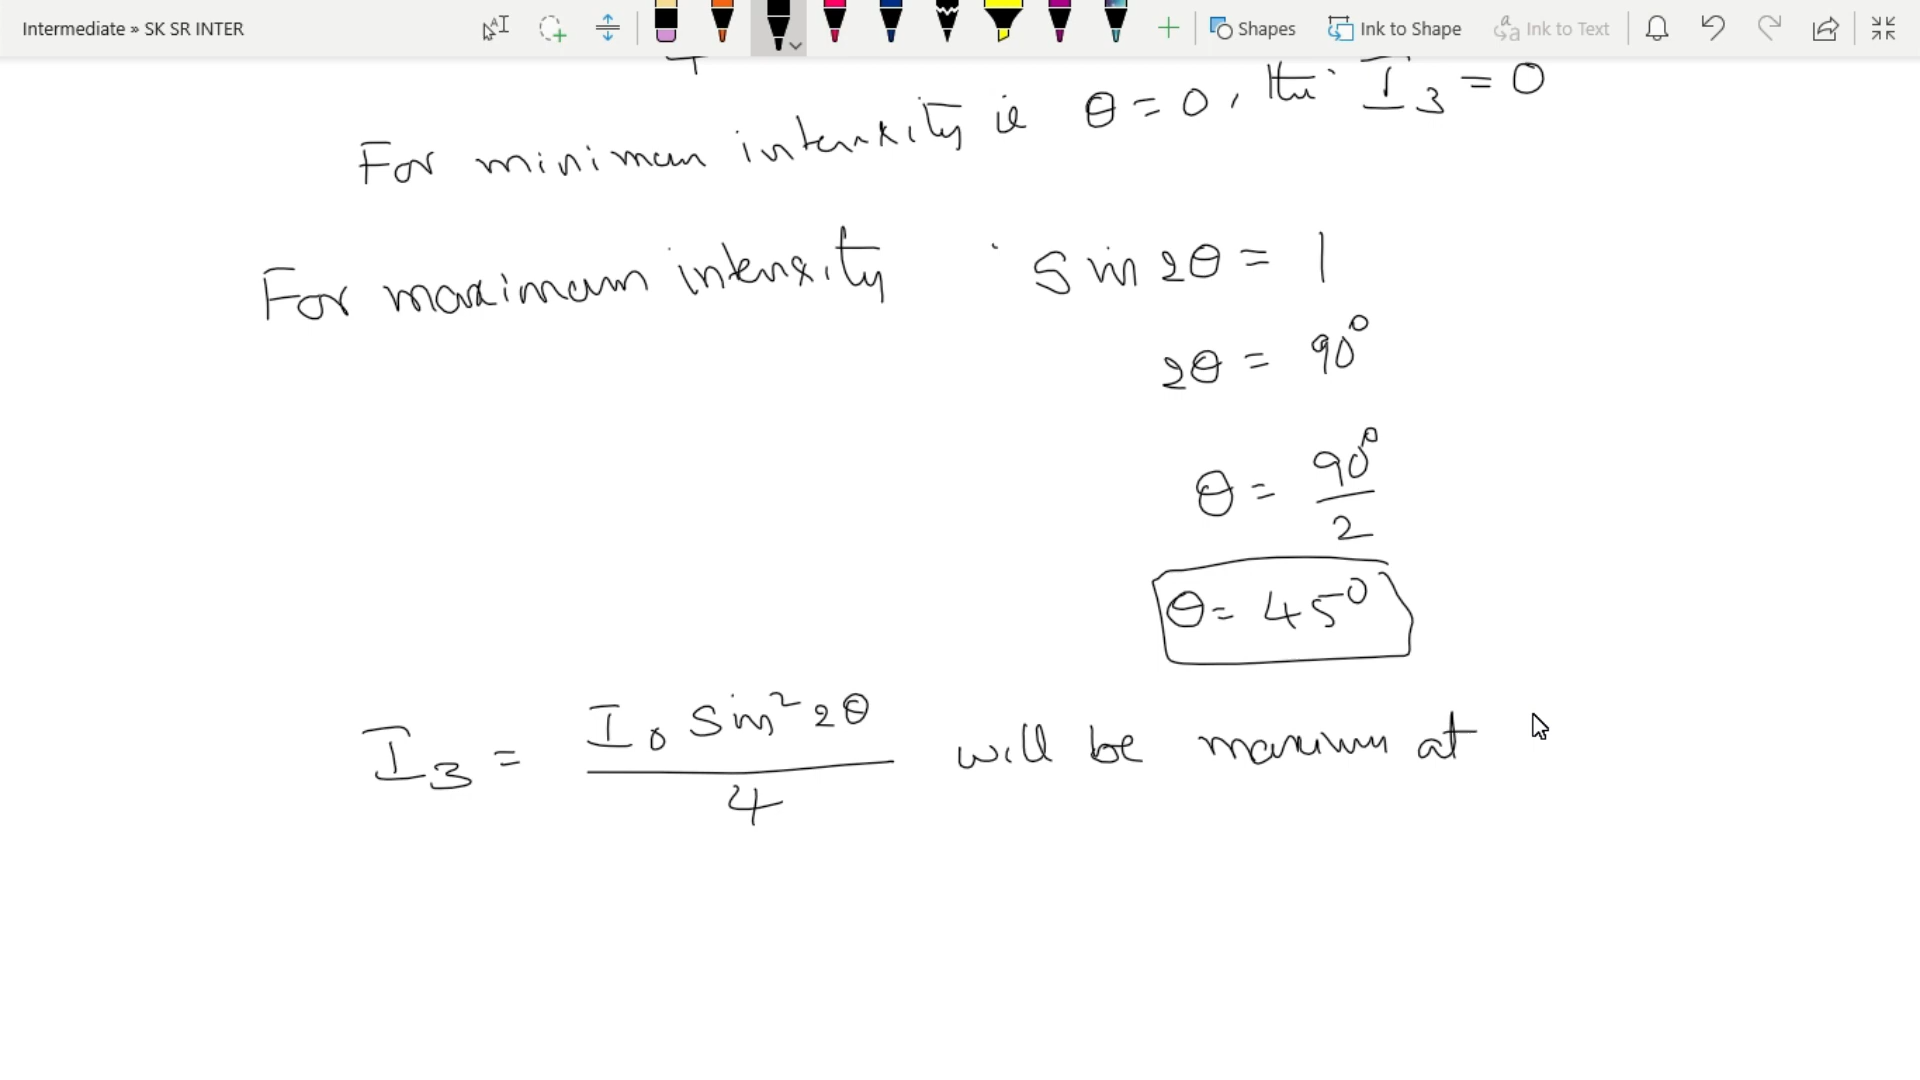 Intermediate » SK SR INTER
Shapes
Ink to Shape
Ink to Text
For minimum intensity ie θ = 0, the I₃ = 0
For maximum intensity sin 2θ = 1
2θ = 90°
θ = 90°/2
θ = 45°
I₃ = I₀ Sin² 2θ / 4 will be maximum at